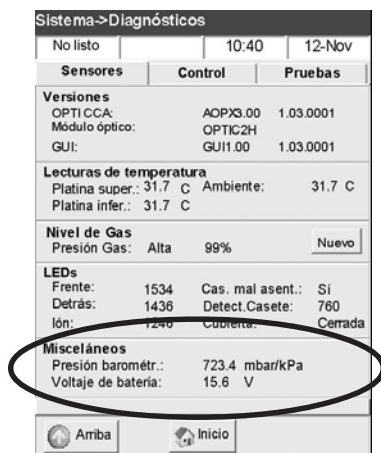 Sistema->Diagnósticos
No listo 10:40 12-Nov
Sensores Control Pruebas
Versiones
OPTI CCA: AOPX3.00 1.03.0001
Módulo óptico: OPTIC2H
GUI: GUI1.00 1.03.0001
Lecturas de temperatura
Platina super.: 31.7 C Ambiente: 31.7 C
Platina infer.: 31.7 C
Nivel de Gas
Presión Gas: Alta 99% Nuevo
LEDs
Frente: 1534 Cas. mal asent.: Sí
Detrás: 1436 Detect.Casete: 760
Ión: 1246 Cubierta: Cerrada
Misceláneos
Presión barométr.: 723.4 mbar/kPa
Voltaje de batería: 15.6 V
Arriba Inicio